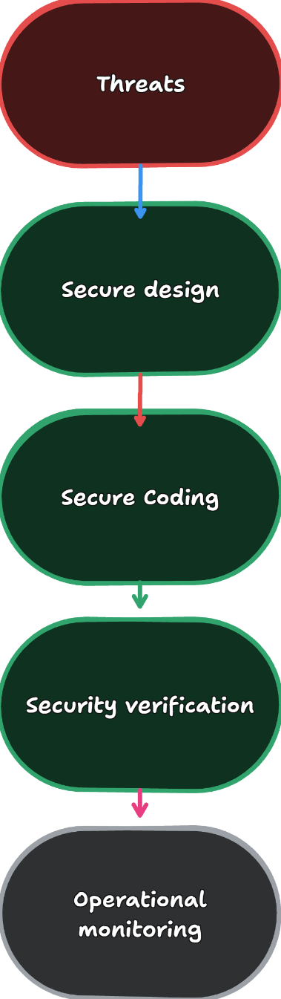 Threats
Secure design
Secure Coding
Security verification
Operational
monitoring